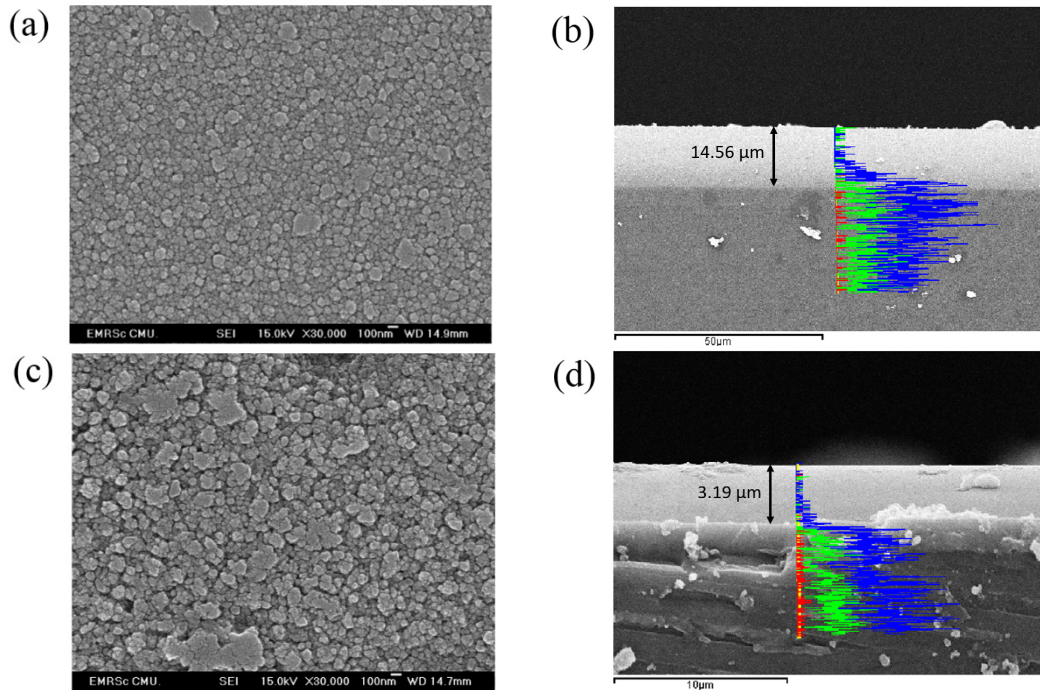 (a)
EMRSc CMU. SEI 15.0kV X30,000 100nm WD 14.9mm
(b)
14.56 µm
50µm
(c)
EMRSc CMU. SEI 15.0kV X30,000 100nm WD 14.7mm
(d)
3.19 µm
10µm